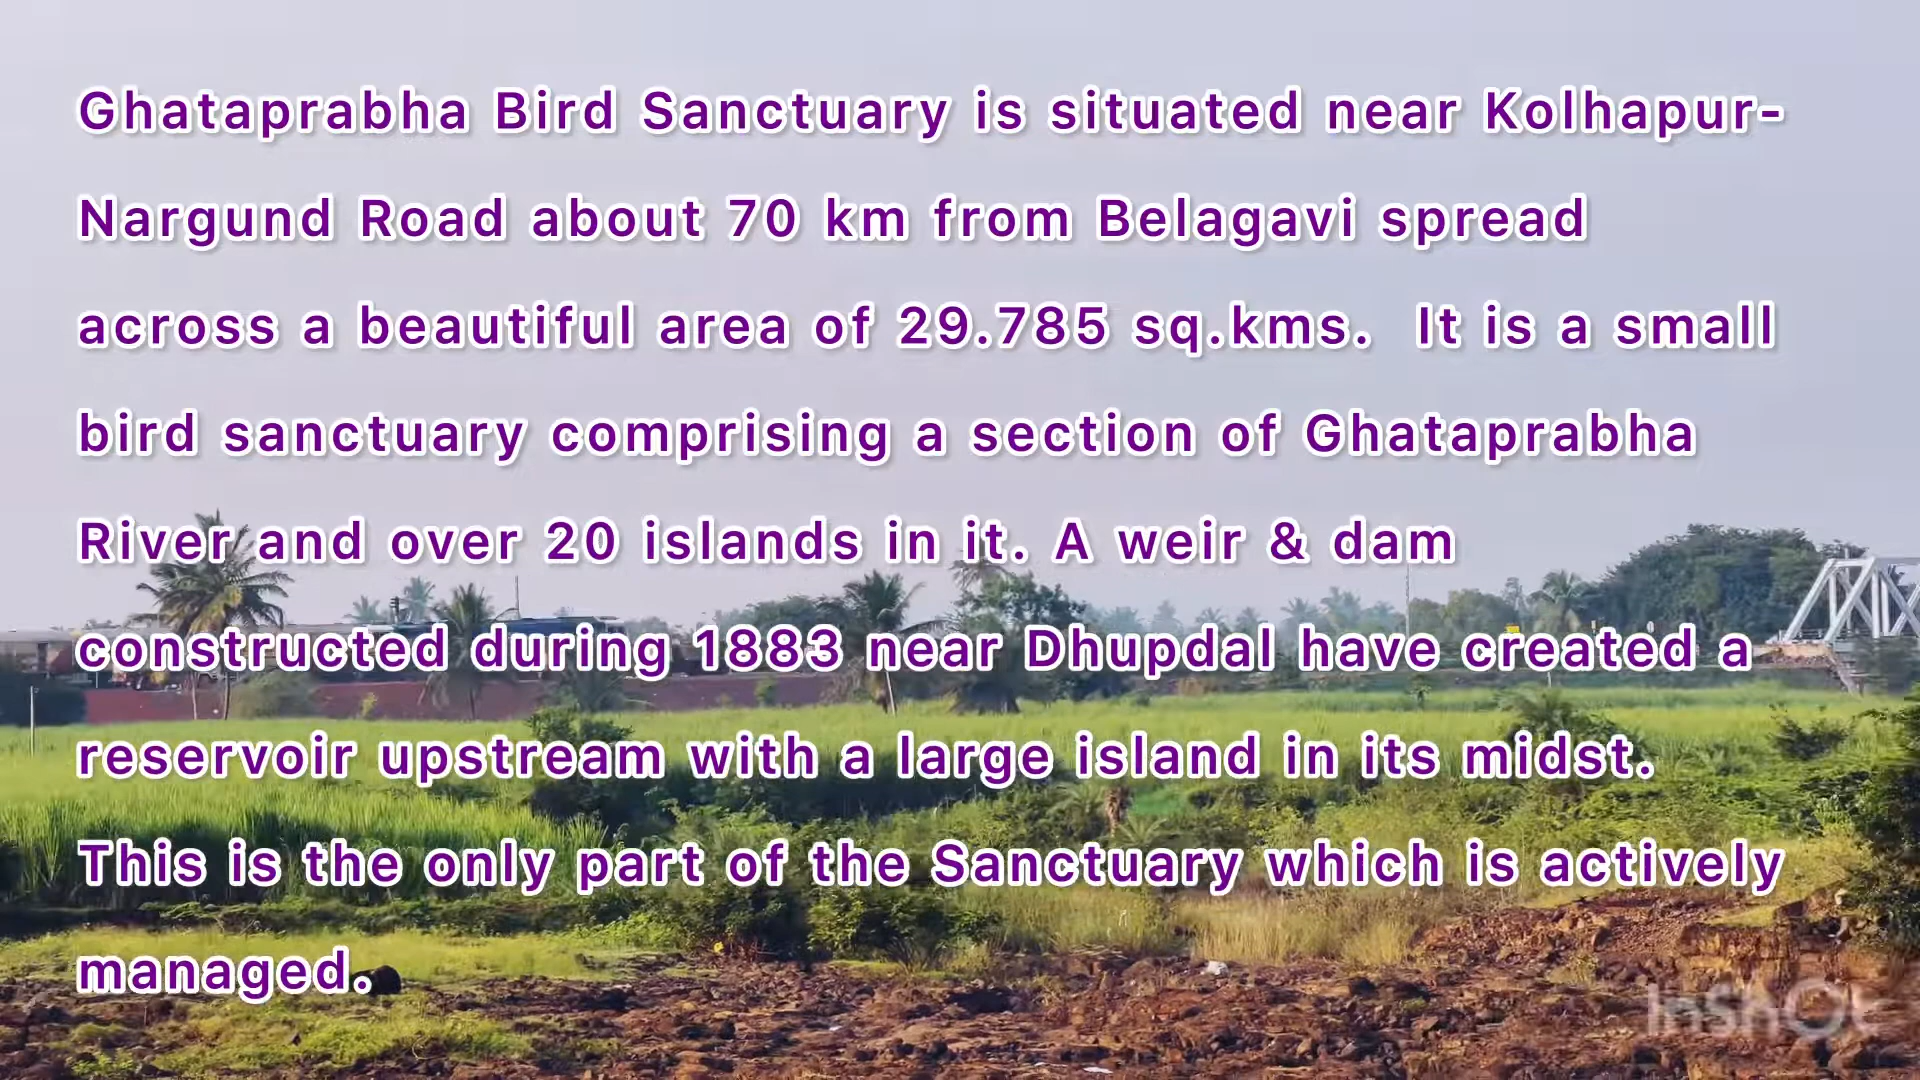 Ghataprabha Bird Sanctuary is situated near Kolhapur-
Nargund Road about 70 km from Belagavi spread
across a beautiful area of 29.785 sq.kms.  It is a small
bird sanctuary comprising a section of Ghataprabha
River and over 20 islands in it. A weir & dam
constructed during 1883 near Dhupdal have created a
reservoir upstream with a large island in its midst.
This is the only part of the Sanctuary which is actively
managed.
InShOt